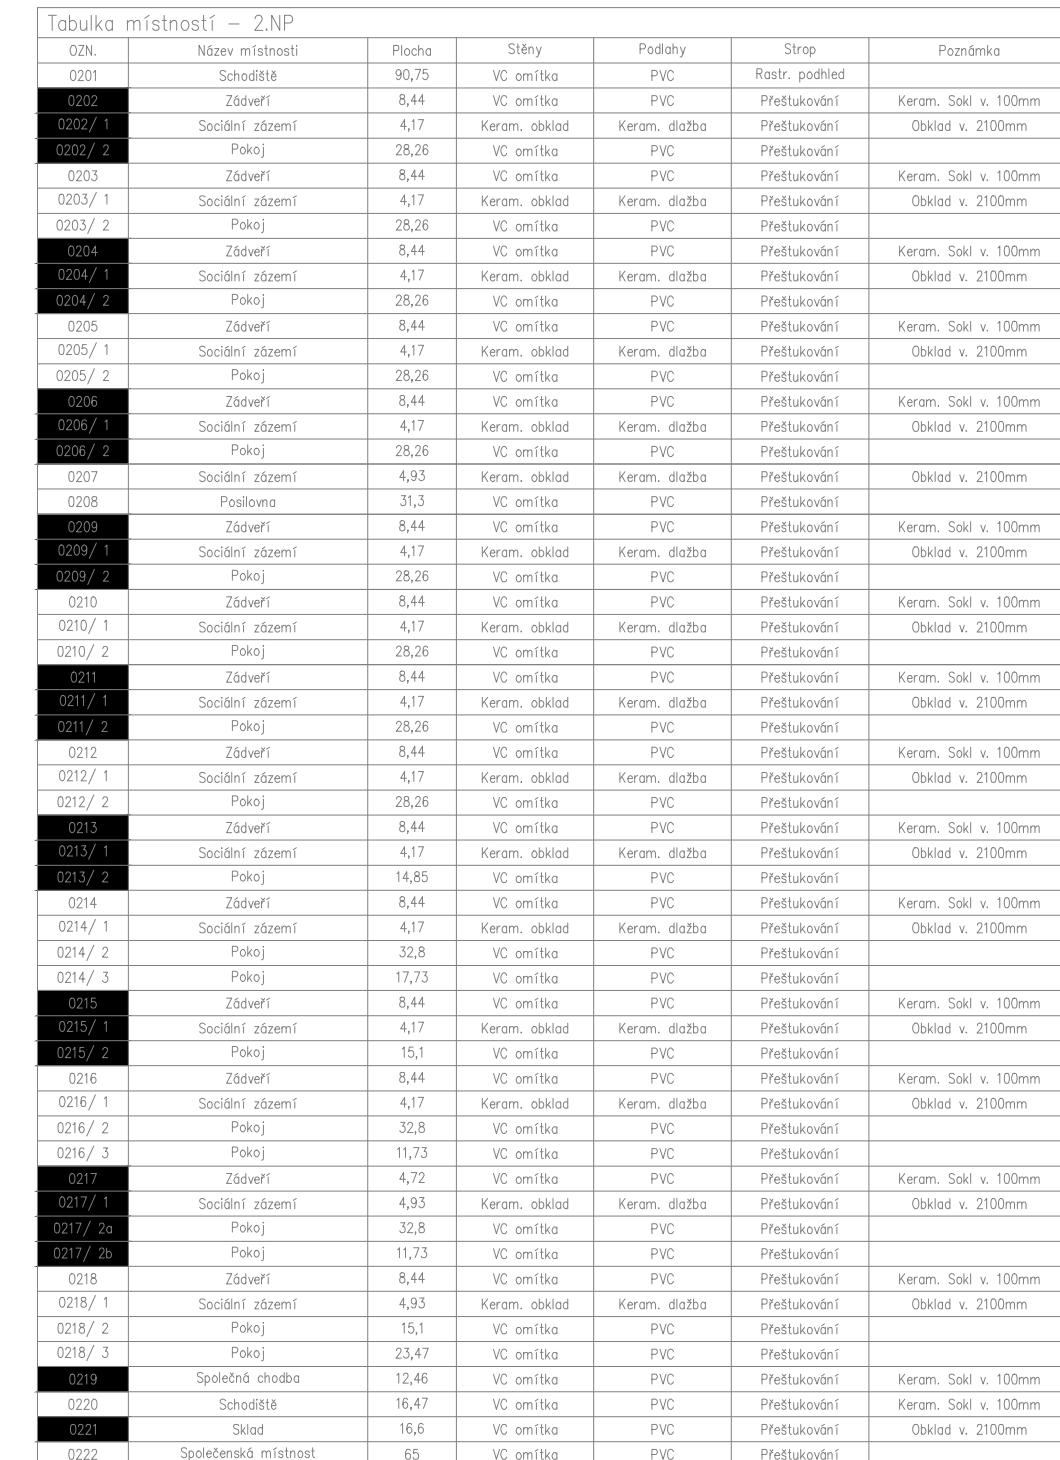 Tabulka místností – 2.NP
OZN. Název místnosti Plocha Stěny Podlahy Strop Poznámka
0201 Schodiště 90,75 VC omítka PVC Rastr. podhled
0202 Zádveří 8,44 VC omítka PVC Přeštukování Keram. Sokl v. 100mm
0202/ 1 Sociální zázemí 4,17 Keram. obklad Keram. dlažba Přeštukování Obklad v. 2100mm
0202/ 2 Pokoj 28,26 VC omítka PVC Přeštukování
0203 Zádveří 8,44 VC omítka PVC Přeštukování Keram. Sokl v. 100mm
0203/ 1 Sociální zázemí 4,17 Keram. obklad Keram. dlažba Přeštukování Obklad v. 2100mm
0203/ 2 Pokoj 28,26 VC omítka PVC Přeštukování
0204 Zádveří 8,44 VC omítka PVC Přeštukování Keram. Sokl v. 100mm
0204/ 1 Sociální zázemí 4,17 Keram. obklad Keram. dlažba Přeštukování Obklad v. 2100mm
0204/ 2 Pokoj 28,26 VC omítka PVC Přeštukování
0205 Zádveří 8,44 VC omítka PVC Přeštukování Keram. Sokl v. 100mm
0205/ 1 Sociální zázemí 4,17 Keram. obklad Keram. dlažba Přeštukování Obklad v. 2100mm
0205/ 2 Pokoj 28,26 VC omítka PVC Přeštukování
0206 Zádveří 8,44 VC omítka PVC Přeštukování Keram. Sokl v. 100mm
0206/ 1 Sociální zázemí 4,17 Keram. obklad Keram. dlažba Přeštukování Obklad v. 2100mm
0206/ 2 Pokoj 28,26 VC omítka PVC Přeštukování
0207 Sociální zázemí 4,93 Keram. obklad Keram. dlažba Přeštukování Obklad v. 2100mm
0208 Posilovna 31,3 VC omítka PVC Přeštukování
0209 Zádveří 8,44 VC omítka PVC Přeštukování Keram. Sokl v. 100mm
0209/ 1 Sociální zázemí 4,17 Keram. obklad Keram. dlažba Přeštukování Obklad v. 2100mm
0209/ 2 Pokoj 28,26 VC omítka PVC Přeštukování
0210 Zádveří 8,44 VC omítka PVC Přeštukování Keram. Sokl v. 100mm
0210/ 1 Sociální zázemí 4,17 Keram. obklad Keram. dlažba Přeštukování Obklad v. 2100mm
0210/ 2 Pokoj 28,26 VC omítka PVC Přeštukování
0211 Zádveří 8,44 VC omítka PVC Přeštukování Keram. Sokl v. 100mm
0211/ 1 Sociální zázemí 4,17 Keram. obklad Keram. dlažba Přeštukování Obklad v. 2100mm
0211/ 2 Pokoj 28,26 VC omítka PVC Přeštukování
0212 Zádveří 8,44 VC omítka PVC Přeštukování Keram. Sokl v. 100mm
0212/ 1 Sociální zázemí 4,17 Keram. obklad Keram. dlažba Přeštukování Obklad v. 2100mm
0212/ 2 Pokoj 28,26 VC omítka PVC Přeštukování
0213 Zádveří 8,44 VC omítka PVC Přeštukování Keram. Sokl v. 100mm
0213/ 1 Sociální zázemí 4,17 Keram. obklad Keram. dlažba Přeštukování Obklad v. 2100mm
0213/ 2 Pokoj 14,85 VC omítka PVC Přeštukování
0214 Zádveří 8,44 VC omítka PVC Přeštukování Keram. Sokl v. 100mm
0214/ 1 Sociální zázemí 4,17 Keram. obklad Keram. dlažba Přeštukování Obklad v. 2100mm
0214/ 2 Pokoj 32,8 VC omítka PVC Přeštukování
0214/ 3 Pokoj 17,73 VC omítka PVC Přeštukování
0215 Zádveří 8,44 VC omítka PVC Přeštukování Keram. Sokl v. 100mm
0215/ 1 Sociální zázemí 4,17 Keram. obklad Keram. dlažba Přeštukování Obklad v. 2100mm
0215/ 2 Pokoj 15,1 VC omítka PVC Přeštukování
0216 Zádveří 8,44 VC omítka PVC Přeštukování Keram. Sokl v. 100mm
0216/ 1 Sociální zázemí 4,17 Keram. obklad Keram. dlažba Přeštukování Obklad v. 2100mm
0216/ 2 Pokoj 32,8 VC omítka PVC Přeštukování
0216/ 3 Pokoj 11,73 VC omítka PVC Přeštukování
0217 Zádveří 4,72 VC omítka PVC Přeštukování Keram. Sokl v. 100mm
0217/ 1 Sociální zázemí 4,93 Keram. obklad Keram. dlažba Přeštukování Obklad v. 2100mm
0217/ 2a Pokoj 32,8 VC omítka PVC Přeštukování
0217/ 2b Pokoj 11,73 VC omítka PVC Přeštukování
0218 Zádveří 8,44 VC omítka PVC Přeštukování Keram. Sokl v. 100mm
0218/ 1 Sociální zázemí 4,93 Keram. obklad Keram. dlažba Přeštukování Obklad v. 2100mm
0218/ 2 Pokoj 15,1 VC omítka PVC Přeštukování
0218/ 3 Pokoj 23,47 VC omítka PVC Přeštukování
0219 Společná chodba 12,46 VC omítka PVC Přeštukování Keram. Sokl v. 100mm
0220 Schodiště 16,47 VC omítka PVC Přeštukování Keram. Sokl v. 100mm
0221 Sklad 16,6 VC omítka PVC Přeštukování Obklad v. 2100mm
0222 Společenská místnost 65 VC omítka PVC Přeštukování